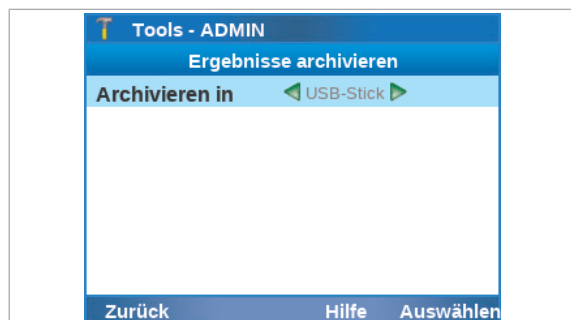 Tools - ADMIN
Ergebnisse archivieren
Archivieren in USB-Stick
Zurück Hilfe Auswählen